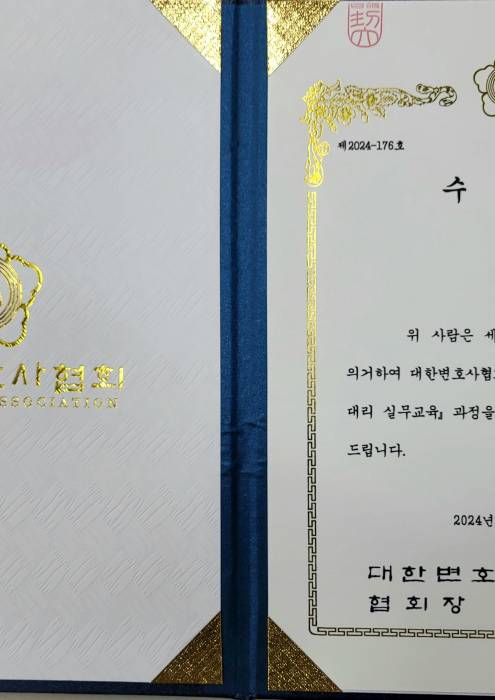 사협회
ASSOCIATION
제2024-176호
수
위 사람은 세
의거하여 대한변호사협
대리 실무교육』 과정을
드립니다.
2024년
대한변호
협회장